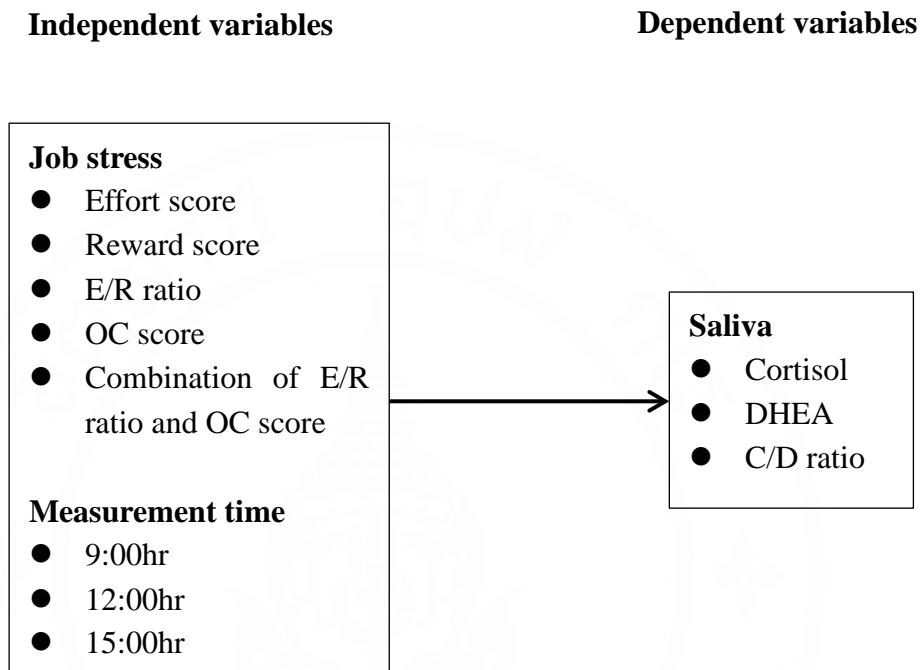 Independent variables
Dependent variables
Job stress
● Effort score
● Reward score
● E/R ratio
● OC score
● Combination of E/R
ratio and OC score
Measurement time
● 9:00hr
● 12:00hr
● 15:00hr
Saliva
● Cortisol
● DHEA
● C/D ratio